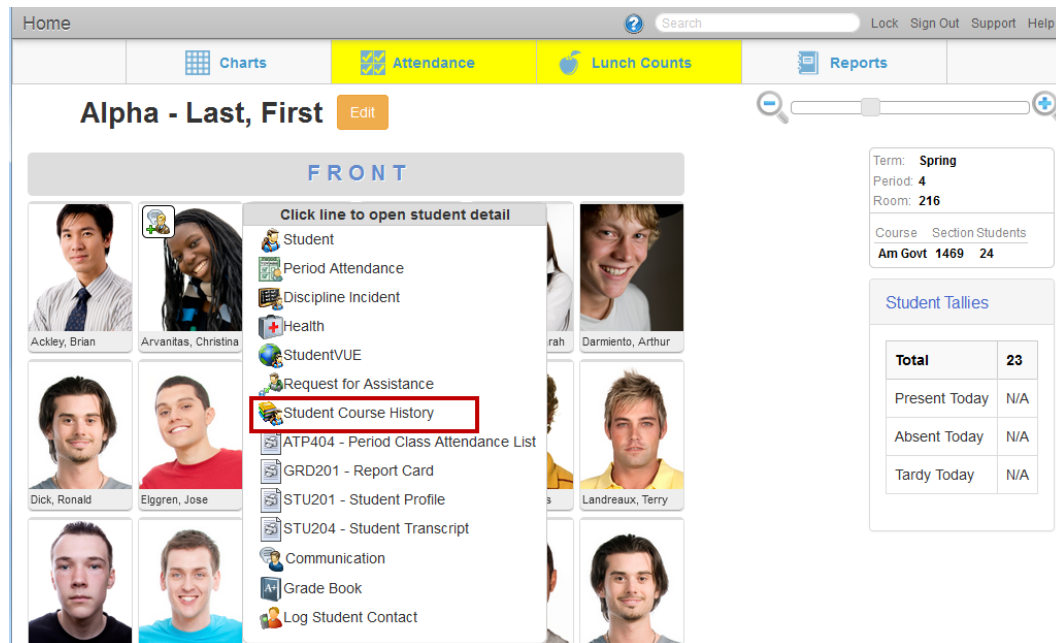 Home
Search
Lock Sign Out Support Help
Charts
Attendance
Lunch Counts
Reports
Alpha - Last, First
Edit
FRONT
Term: Spring
Period: 4
Room: 216
Course Section Students
Am Govt 1469 24
Student Tallies
Total 23
Present Today N/A
Absent Today N/A
Tardy Today N/A
Click line to open student detail
Student
Period Attendance
Discipline Incident
Health
StudentVUE
Request for Assistance
Student Course History
ATP404 - Period Class Attendance List
GRD201 - Report Card
STU201 - Student Profile
STU204 - Student Transcript
Communication
A+
Grade Book
Log Student Contact
Ackley, Brian
Arvanitas, Christina
rah
Darmiento, Arthur
Dick, Ronald
Elggren, Jose
s
Landreaux, Terry